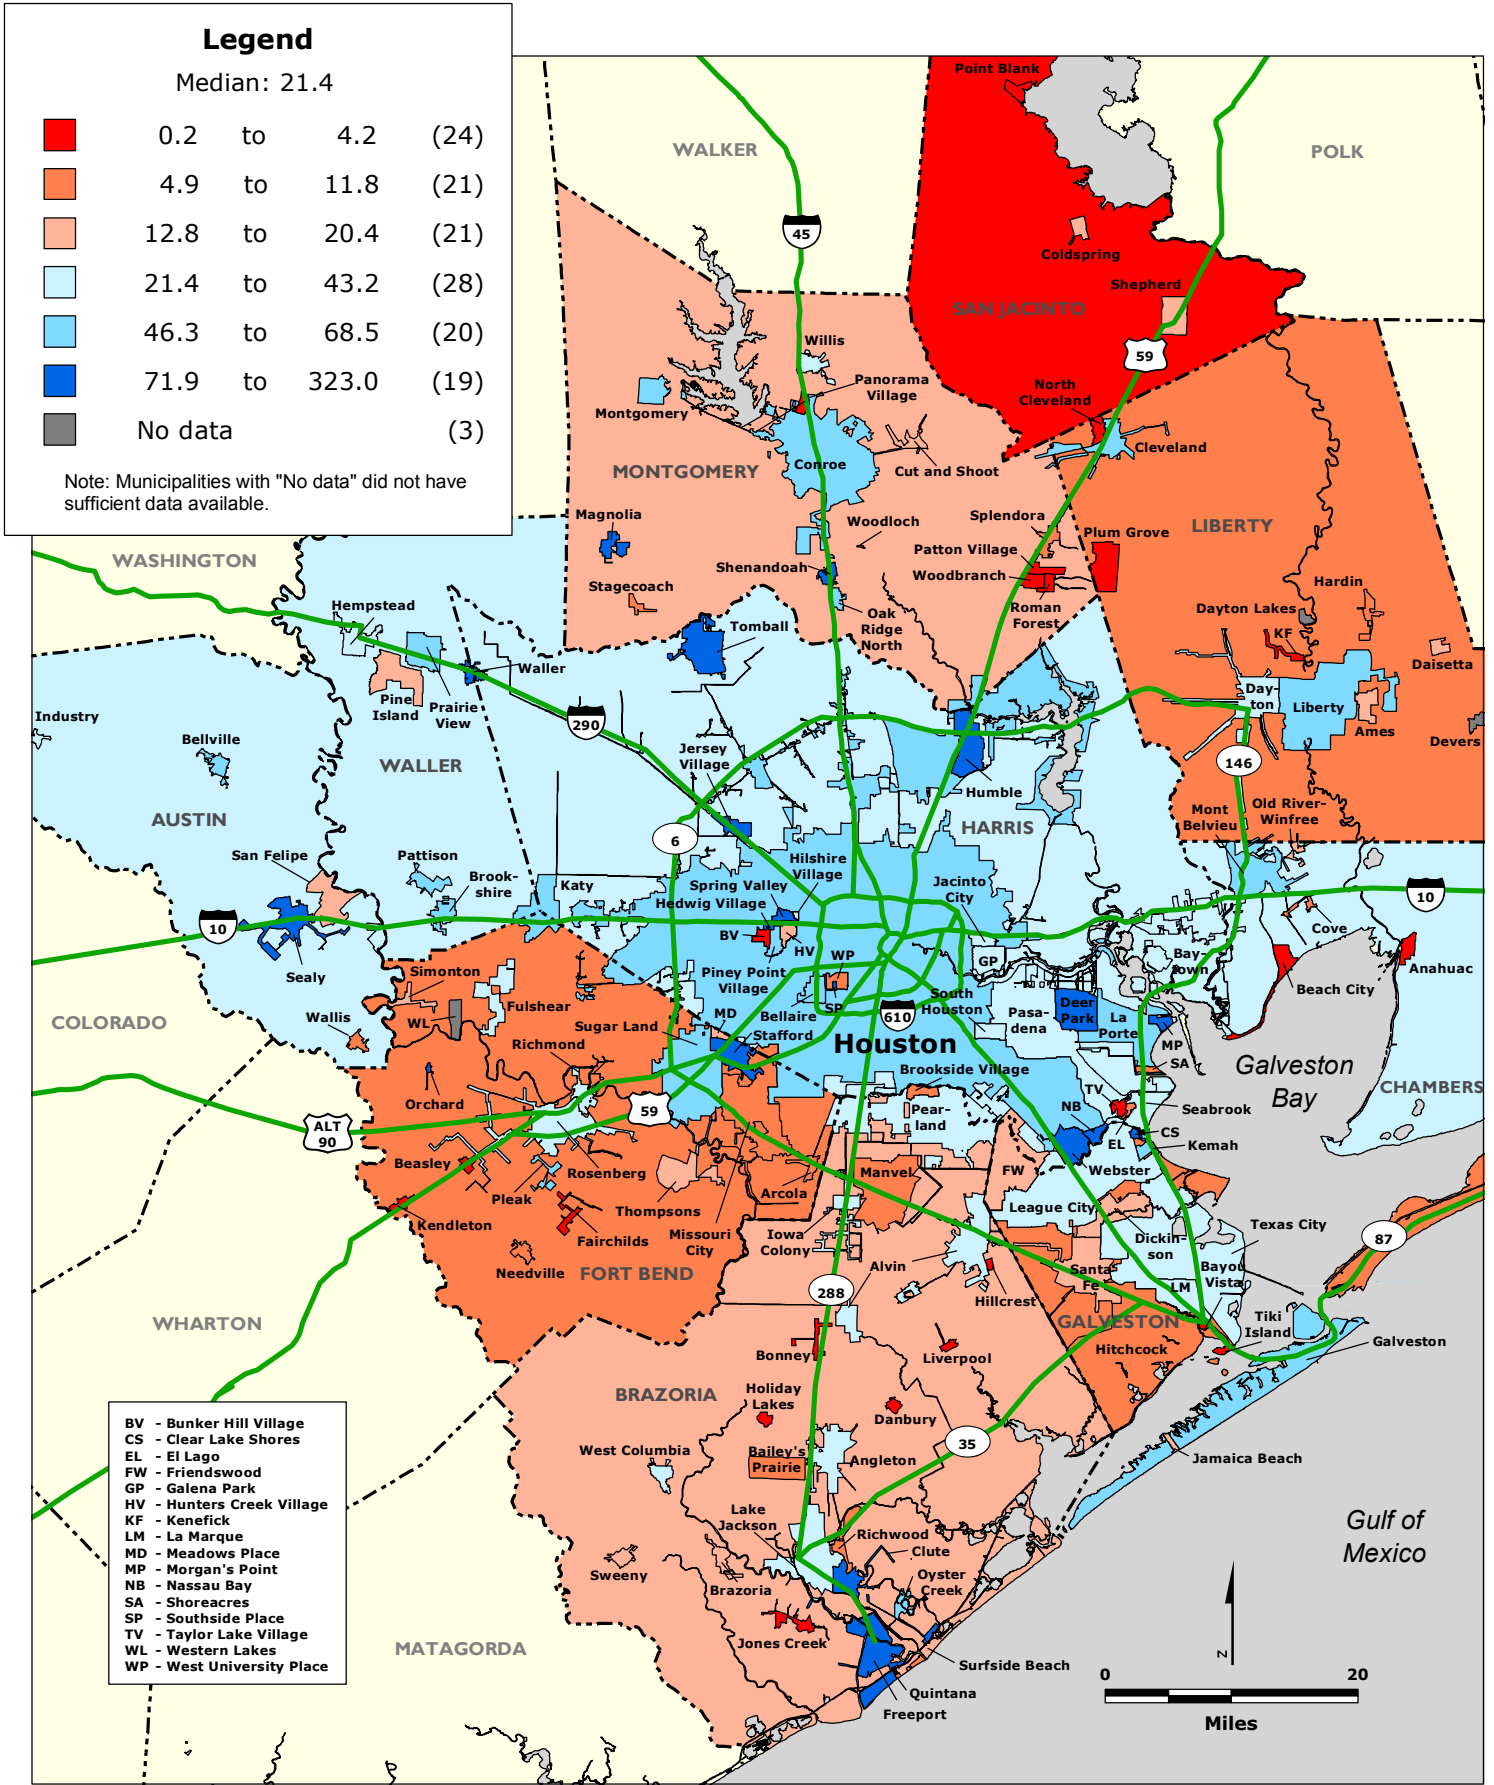 Legend
Median: 21.4
0.2 to 4.2 (24)
4.9 to 11.8 (21)
12.8 to 20.4 (21)
21.4 to 43.2 (28)
46.3 to 68.5 (20)
71.9 to 323.0 (19)
No data (3)
Note: Municipalities with "No data" did not have
sufficient data available.
Point Blank
WALKER
POLK
45
Coldspring
Shepherd
SAN JACINTO
59
Willis
Panorama
Village
North
Cleveland
Montgomery
Cleveland
Conroe
Cut and Shoot
MONTGOMERY
Magnolia
Woodloch
Splendora
LIBERTY
Plum Grove
Patton Village
Woodbranch
WASHINGTON
Shenandoah
Stagecoach
Hardin
Hempstead
Oak
Ridge
North
Roman
Forest
Dayton Lakes
KF
Tomball
Daisetta
Waller
Pine
Island
Prairie
View
Industry
Day-
ton
Liberty
Ames
Devers
290
Bellville
Jersey
Village
WALLER
146
Humble
AUSTIN
HARRIS
Mont
Belvieu
Old River-
Winfree
6
San Felipe
Pattison
Brook-
shire
Katy
Hilshire
Village
Spring Valley
Hedwig Village
Jacinto
City
10
10
BV
HV
WP
Cove
GP
Bay-
town
Anahuac
Sealy
Simonton
Piney Point
Village
Beach City
Fulshear
South
Houston
Deer
Park
SP
MD
Bellaire
Stafford
610
Pasa-
dena
La
Porte
COLORADO
Wallis
WL
Sugar Land
Richmond
Houston
MP
SA
Galveston
Bay
CHAMBERS
Brookside Village
TV
Orchard
59
NB
Seabrook
ALT
90
Pear-
land
CS
EL
Kemah
Beasley
Rosenberg
Manvel
FW
Webster
Pleak
Arcola
Thompsons
League City
Kendleton
Fairchilds
Missouri
City
Iowa
Colony
Dickin-
son
Texas City
87
Needville
FORT BEND
Alvin
Santa
Fe
Bayou
Vista
LM
288
Hillcrest
WHARTON
GALVESTON
Tiki
Island
Hitchcock
Galveston
Bonney
Liverpool
BRAZORIA
Holiday
Lakes
Danbury
35
West Columbia
Bailey's
Prairie
Angleton
Jamaica Beach
BV - Bunker Hill Village
CS - Clear Lake Shores
EL - El Lago
FW - Friendswood
GP - Galena Park
HV - Hunters Creek Village
KF - Kenefick
LM - La Marque
MD - Meadows Place
MP - Morgan's Point
NB - Nassau Bay
SA - Shoreacres
SP - Southside Place
TV - Taylor Lake Village
WL - Western Lakes
WP - West University Place
Lake
Jackson
Richwood
Clute
Gulf of
Mexico
Sweeny
Brazoria
Oyster
Creek
Jones Creek
MATAGORDA
Surfside Beach
Quintana
Freeport
N
0 20
Miles